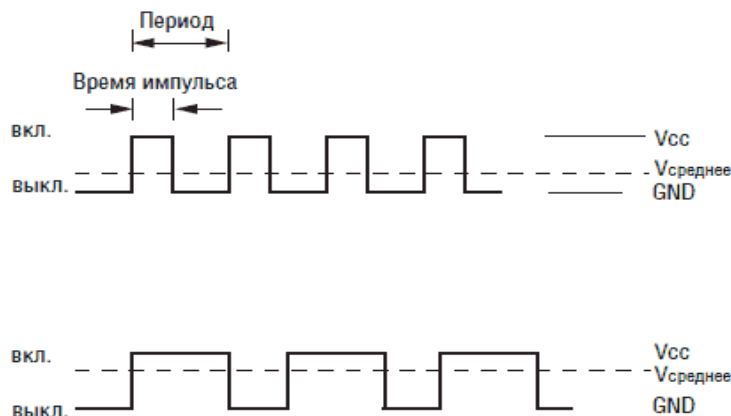 Период
Время импульса
вкл.
Vcc
Vсреднее
выкл.
GND
вкл.
Vcc
Vсреднее
выкл.
GND